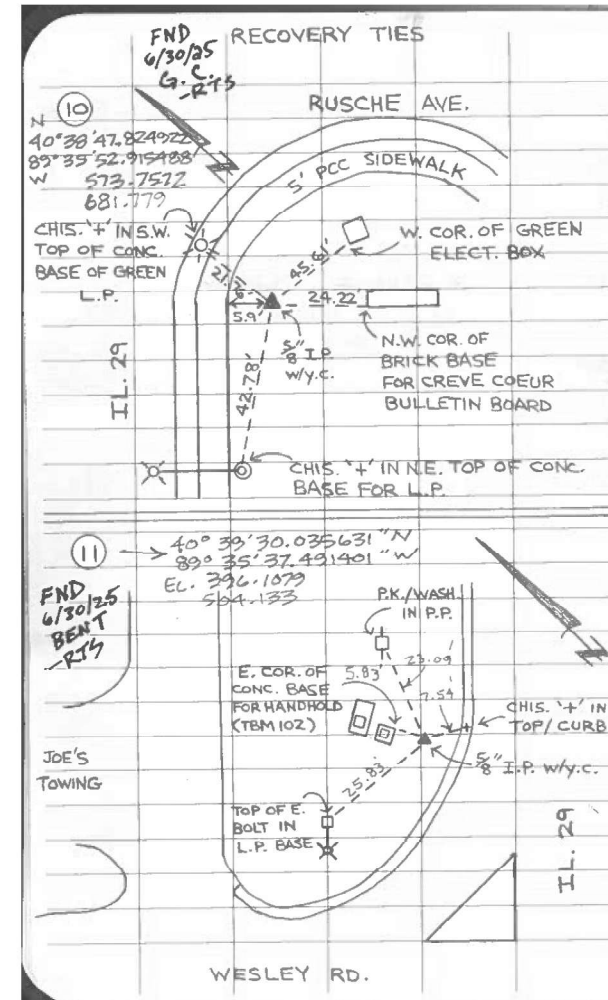 RECOVERY TIES
FND
6/30/25
G.C.
-RTS
10
RUSCHE AVE.
N
40°38'47.824922
89°35'52.915488
W 573.7522
681.779
5' PCC SIDEWALK
CHIS. '+' IN S.W.
TOP OF CONC.
BASE OF GREEN
L.P.
45.61'
W. COR. OF GREEN
ELECT. BOX
24.22'
5.9'
5/8" I.P.
W/Y.C.
N.W. COR. OF
BRICK BASE
FOR CREVE COEUR
BULLETIN BOARD
IL. 29
42.78'
CHIS. '+' IN N.E. TOP OF CONC.
BASE FOR L.P.
11
40° 39' 30.035631 "N
89° 35' 37.491401 "W
EL. 396.1079
504.133
FND
6/30/25
BENT
-RTS
P.K./WASH.
IN P.P.
23.09
E. COR. OF
CONC. BASE
FOR HANDHOLD
(TBM 102)
5.83'
7.54
CHIS. '+' IN
TOP/CURB
JOE'S
TOWING
5/8" I.P. W/Y.C.
25.83'
TOP OF E.
BOLT IN
L.P. BASE
IL. 29
WESLEY RD.